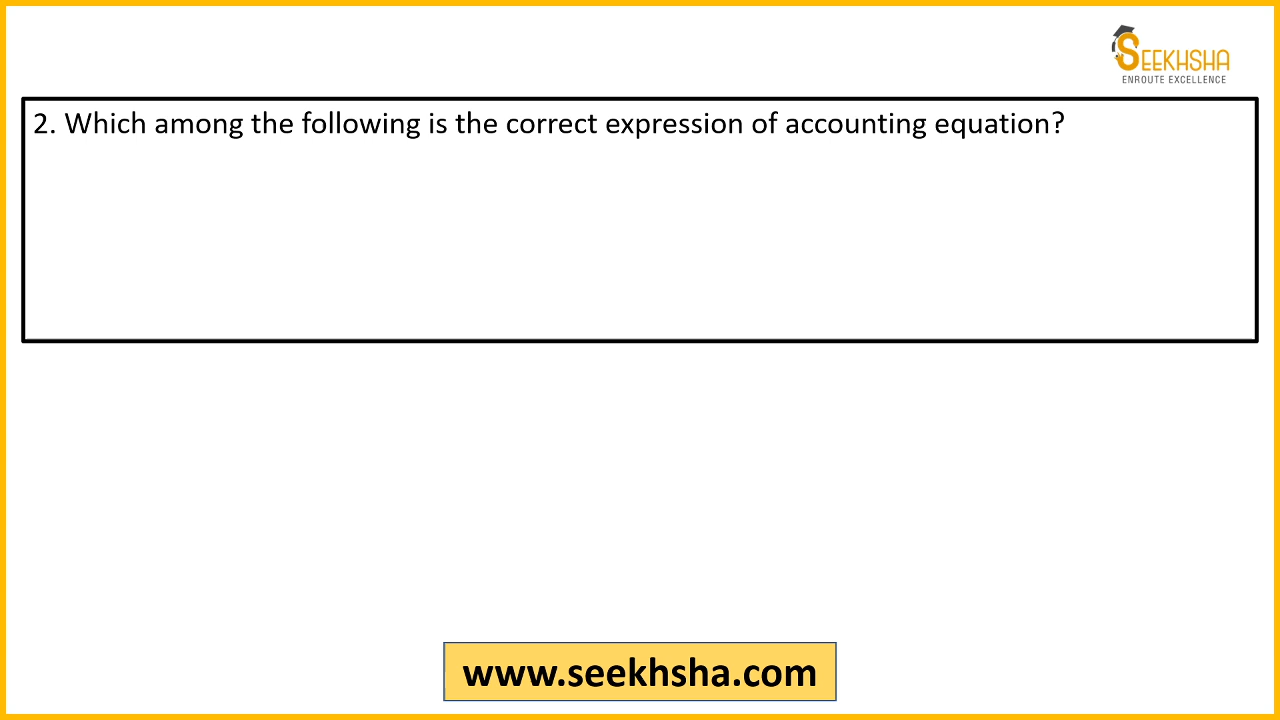 SEEKHSHA
ENROUTE EXCELLENCE
2. Which among the following is the correct expression of accounting equation?
www.seekhsha.com